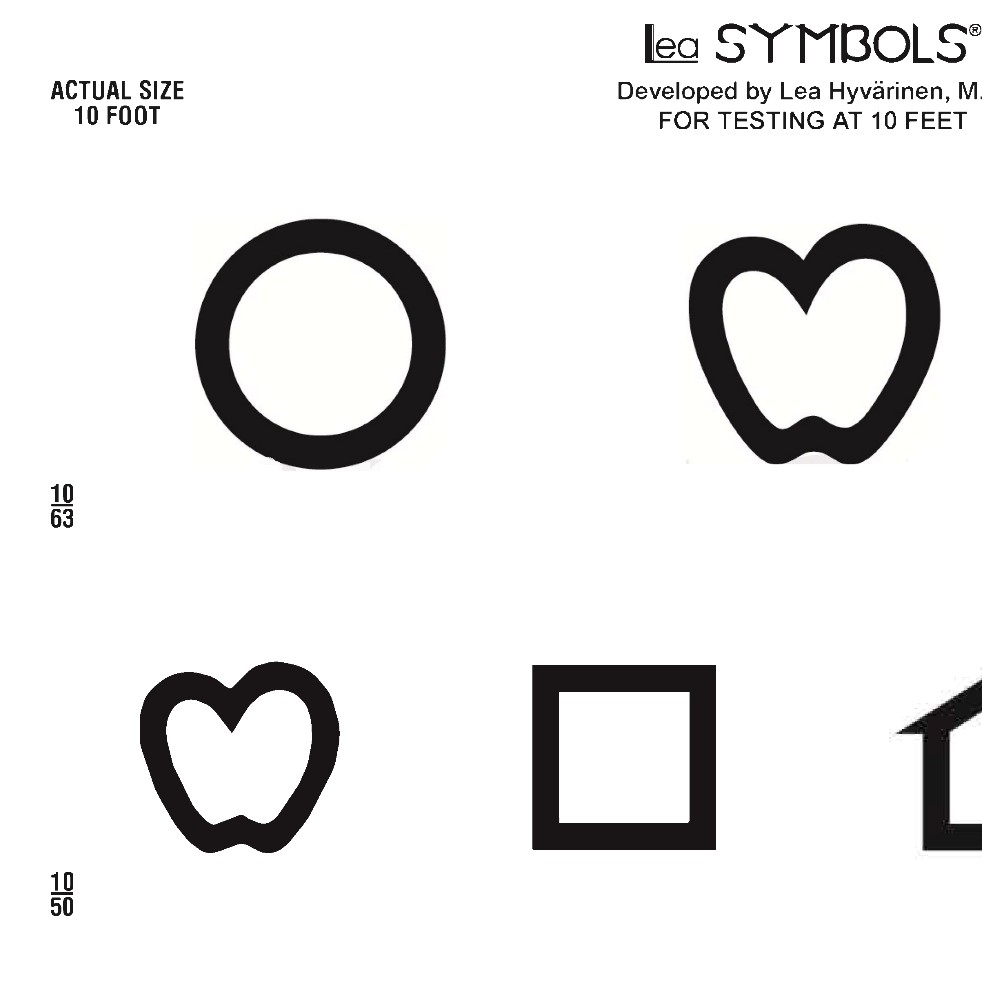 Lea SYMBOLS®
ACTUAL SIZE
10 FOOT
Developed by Lea Hyvärinen, M.
FOR TESTING AT 10 FEET
10
63
10
50